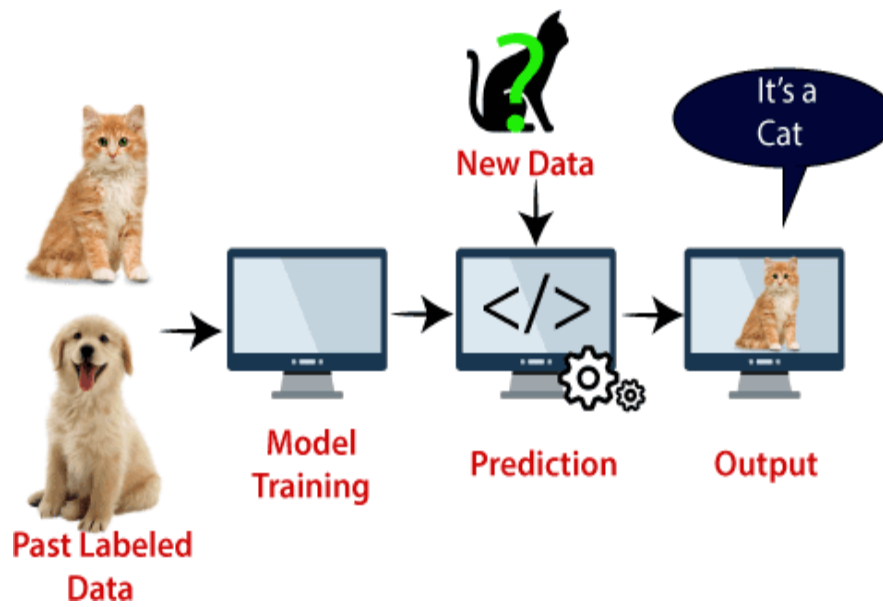 It's a
Cat
?
New Data
</>
Model
Training
Prediction
Output
Past Labeled
Data